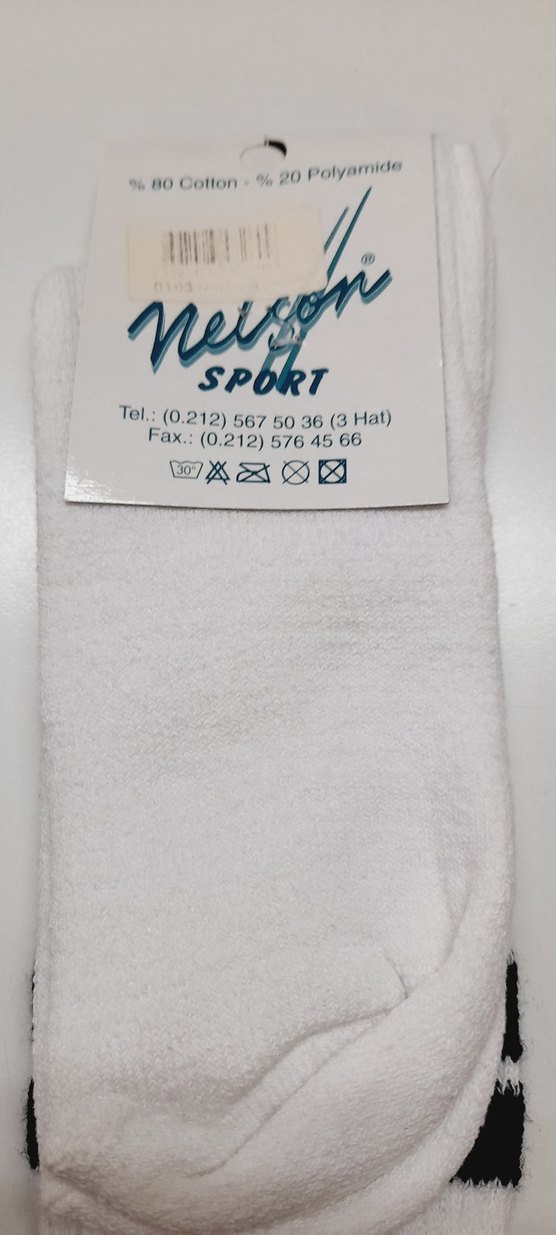 % 80 Cotton - % 20 Polyamide
0103
Nelson ®
SPORT
Tel.: (0.212) 567 50 36 (3 Hat)
Fax.: (0.212) 576 45 66
30°